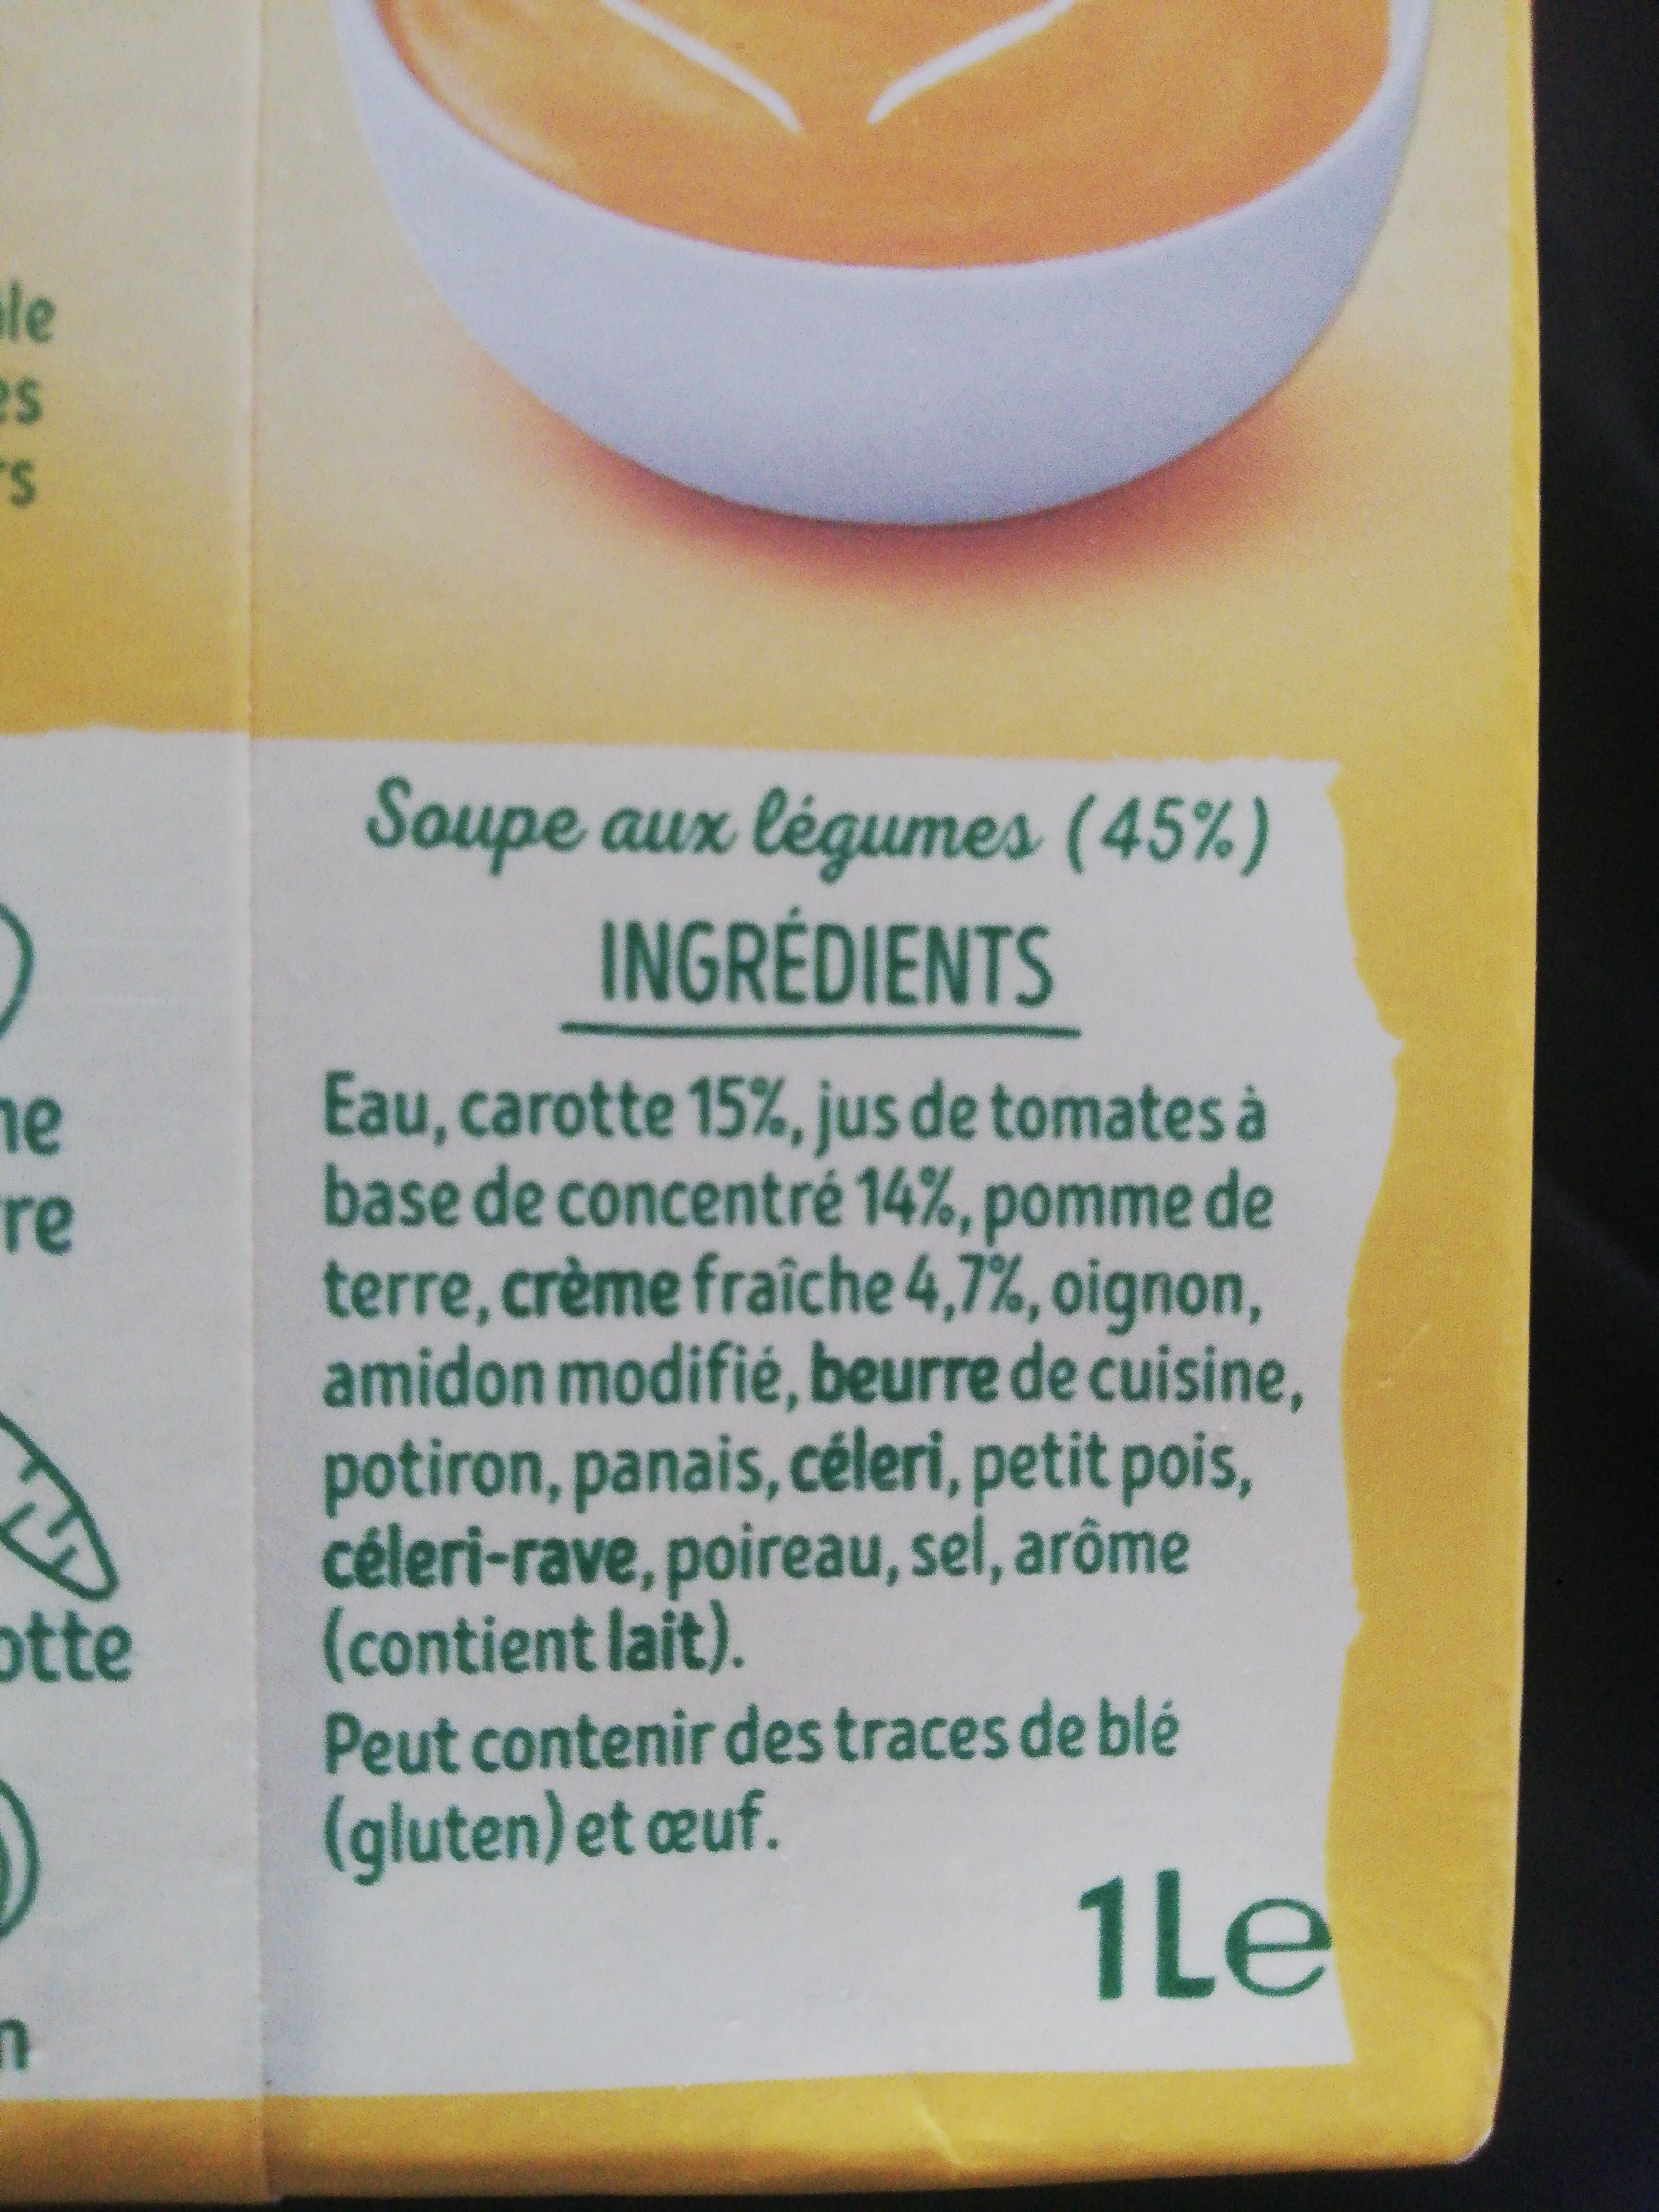 Soupe aux légumes (45%)
INGRÉDIENTS
Eau, carotte 15%, jus de tomates à
base de concentré 14%, pomme de
terre, crème fraîche 4,7%, oignon,
amidon modifié, beurre de cuisine,
potiron, panais, céleri, petit pois,
céleri-rave, poireau, sel, arôme
(contient lait).
Peut contenir des traces de blé
(gluten) et œuf.
1L℮